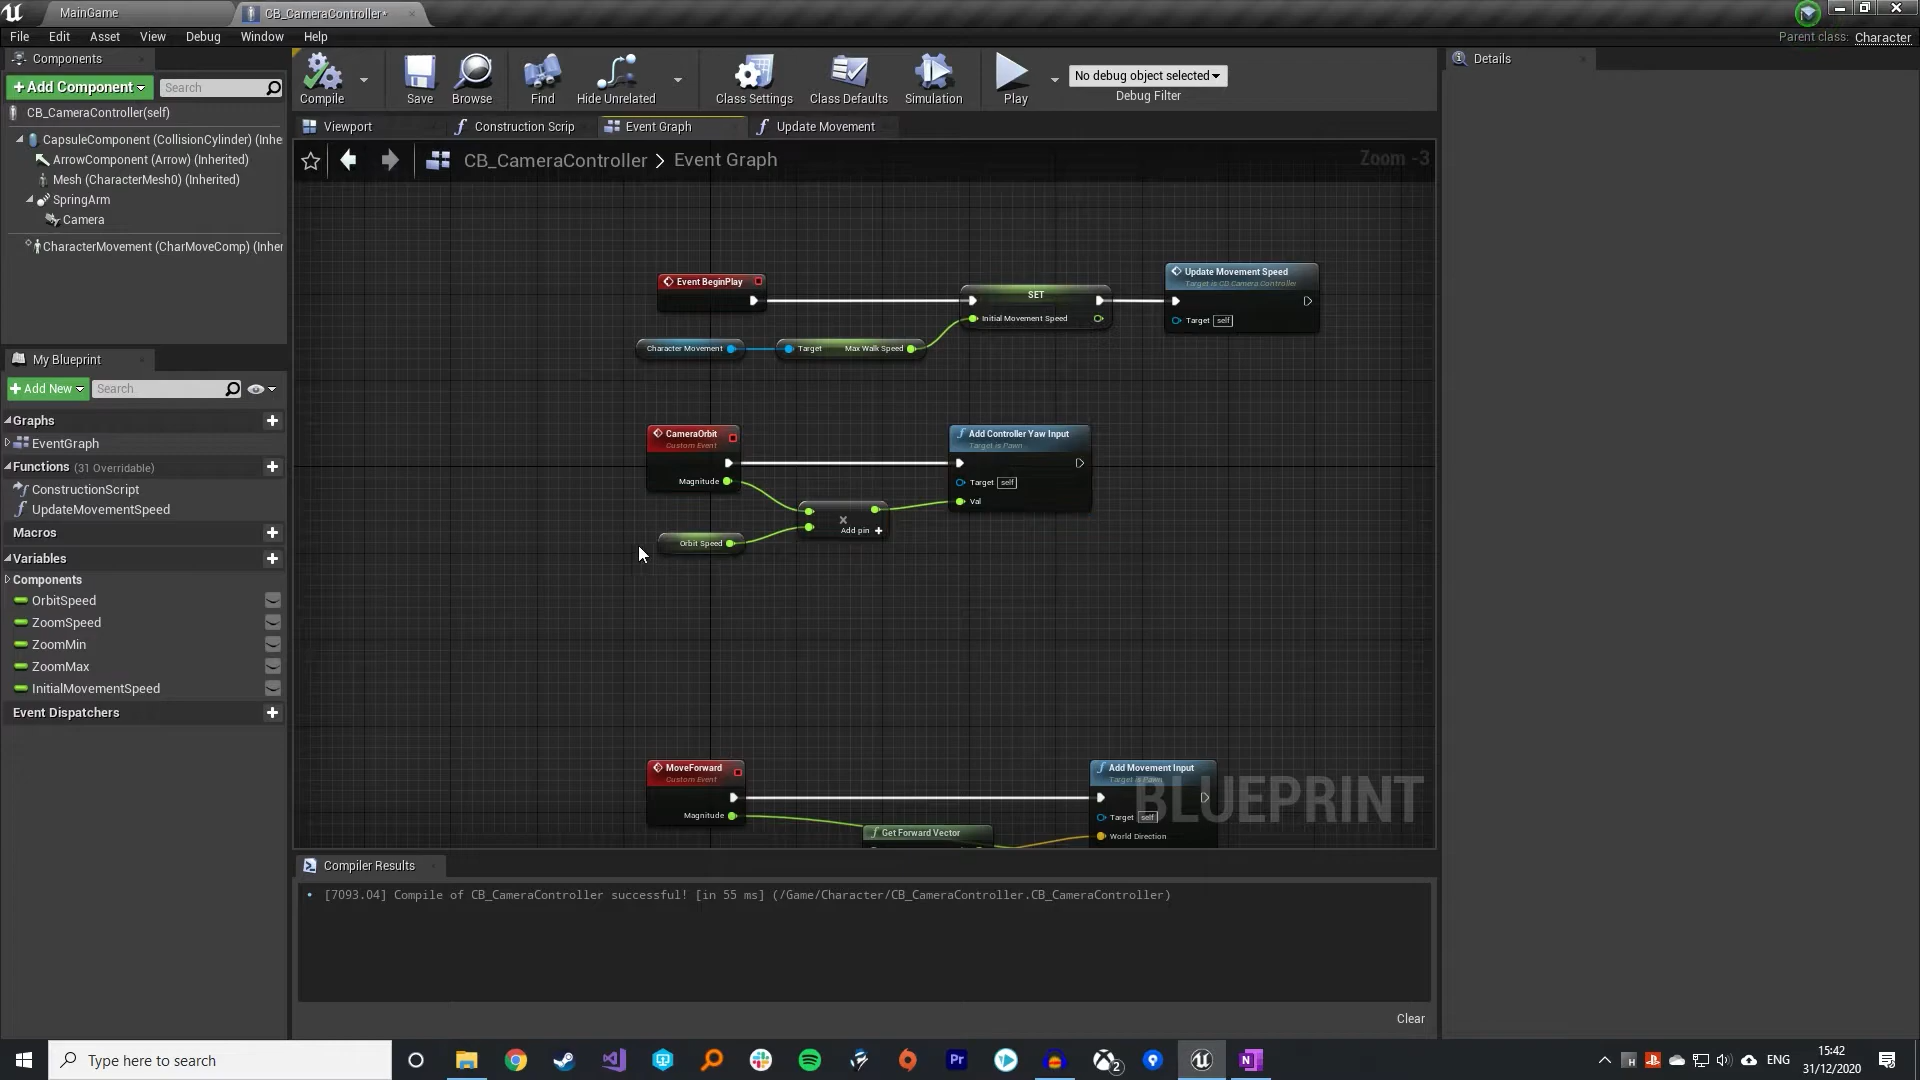 MainGame
CB_CameraController*
File Edit Asset View Debug Window Help
Parent class: Character
Components
+ Add Component
Search
CB_CameraController(self)
CapsuleComponent (CollisionCylinder) (Inhe
ArrowComponent (Arrow) (Inherited)
Mesh (CharacterMesh0) (Inherited)
SpringArm
Camera
CharacterMovement (CharMoveComp) (Inher
My Blueprint
+ Add New
Search
Graphs
EventGraph
Functions (31 Overridable)
ConstructionScript
UpdateMovementSpeed
Macros
Variables
Components
OrbitSpeed
ZoomSpeed
ZoomMin
ZoomMax
InitialMovementSpeed
Event Dispatchers
Compile
Save
Browse
Find
Hide Unrelated
Class Settings
Class Defaults
Simulation
Play
No debug object selected
Debug Filter
Viewport
Construction Scrip
Event Graph
Update Movement
CB_CameraController > Event Graph
Zoom -3
Event BeginPlay
Character Movement
Target Max Walk Speed
SET
Initial Movement Speed
Update Movement Speed
Target is CB Camera Controller
Target self
CameraOrbit
Custom Event
Magnitude
Orbit Speed
Add pin +
Add Controller Yaw Input
Target is Pawn
Target self
Val
MoveForward
Custom Event
Magnitude
Get Forward Vector
Add Movement Input
Target is Pawn
Target self
World Direction
BLUEPRINT
Compiler Results
[7093.04] Compile of CB_CameraController successful! [in 55 ms] (/Game/Character/CB_CameraController.CB_CameraController)
Clear
Details
Type here to search
Pr
2
N
H
ENG
15:42
31/12/2020